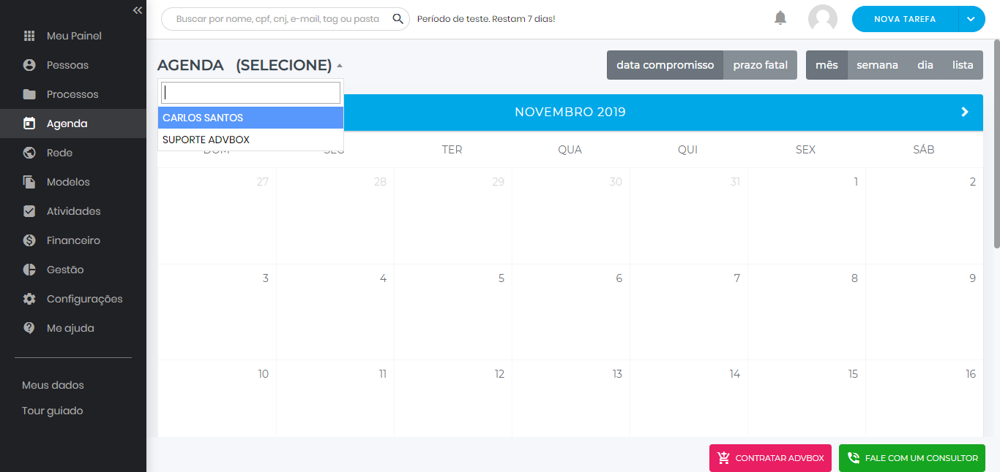 Meu Painel
Pessoas
Processos
Agenda
Rede
Modelos
Atividades
Financeiro
Gestão
Configurações
Me ajuda
Meus dados
Tour guiado
Buscar por nome, cpf, cnj, e-mail, tag ou pasta
Período de teste. Restam 7 dias!
NOVA TAREFA
AGENDA (SELECIONE)
data compromisso prazo fatal
mês semana dia lista
CARLOS SANTOS
SUPORTE ADVBOX
NOVEMBRO 2019
DOM SEG TER QUA QUI SEX SÁB
27 28 29 30 31 1 2
3 4 5 6 7 8 9
10 11 12 13 14 15 16
CONTRATAR ADVBOX
FALE COM UM CONSULTOR